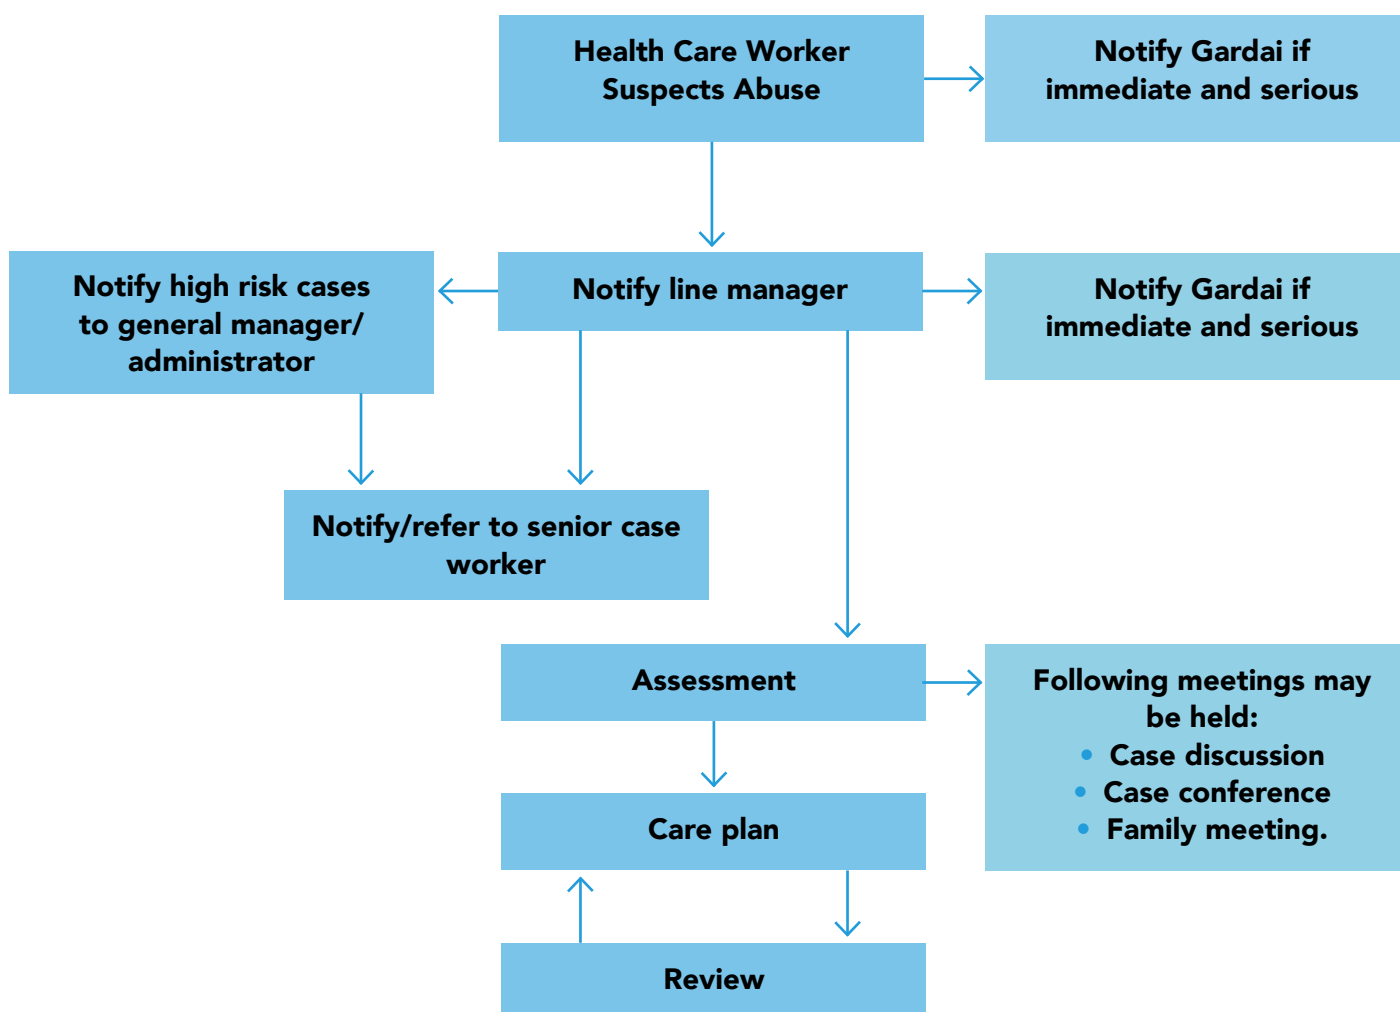 Health Care Worker
Suspects Abuse
Notify Gardai if
immediate and serious
Notify high risk cases
to general manager/
administrator
Notify line manager
Notify Gardai if
immediate and serious
Notify/refer to senior case
worker
Assessment
Following meetings may
be held:
• Case discussion
• Case conference
• Family meeting.
Care plan
Review